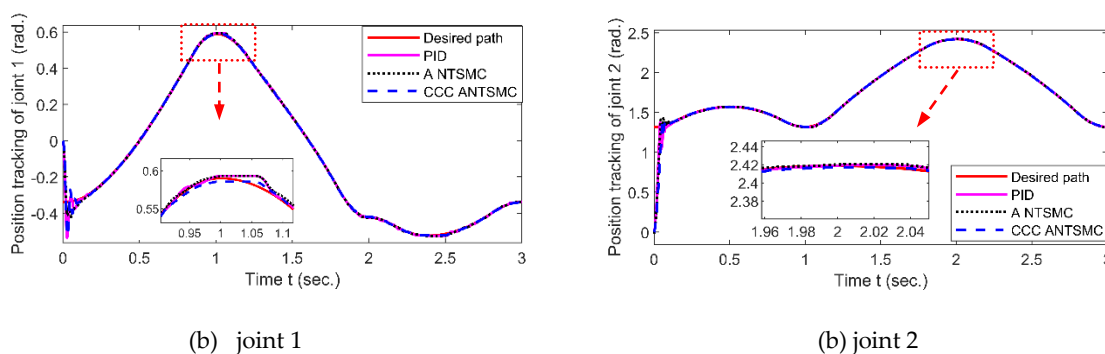 Position tracking of joint 1 (rad.)
0.6
0.4
0.2
0
-0.2
-0.4
0
0.5
1
1.5
2
2.5
3
Time t (sec.)
Desired path
PID
A NTSMC
CCC ANTSMC
0.6
0.55
0.95
1
1.05
1.1
(b) joint 1
Position tracking of joint 2 (rad.)
2.5
2
1.5
1
0.5
0
0
0.5
1
1.5
2
2.5
3
Time t (sec.)
Desired path
PID
A NTSMC
CCC ANTSMC
2.44
2.42
2.4
2.38
1.96
1.98
2
2.02
2.04
(b) joint 2